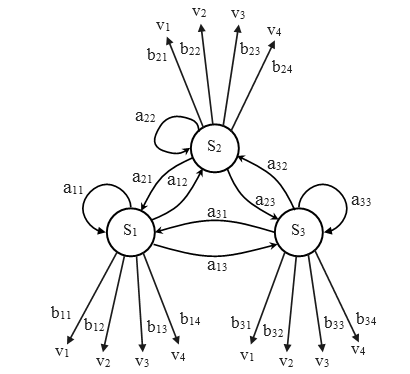 v₁ v₂ v₃ v₄
b₂₁ b₂₂ b₂₃ b₂₄
a₂₂ S₂
a₂₁ a₁₂ a₂₃ a₃₂
a₁₁ a₃₁ a₃₃
S₁ S₃
a₁₃
b₁₁ b₁₂ b₁₃ b₁₄ b₃₁ b₃₂ b₃₃ b₃₄
v₁ v₂ v₃ v₄ v₁ v₂ v₃ v₄